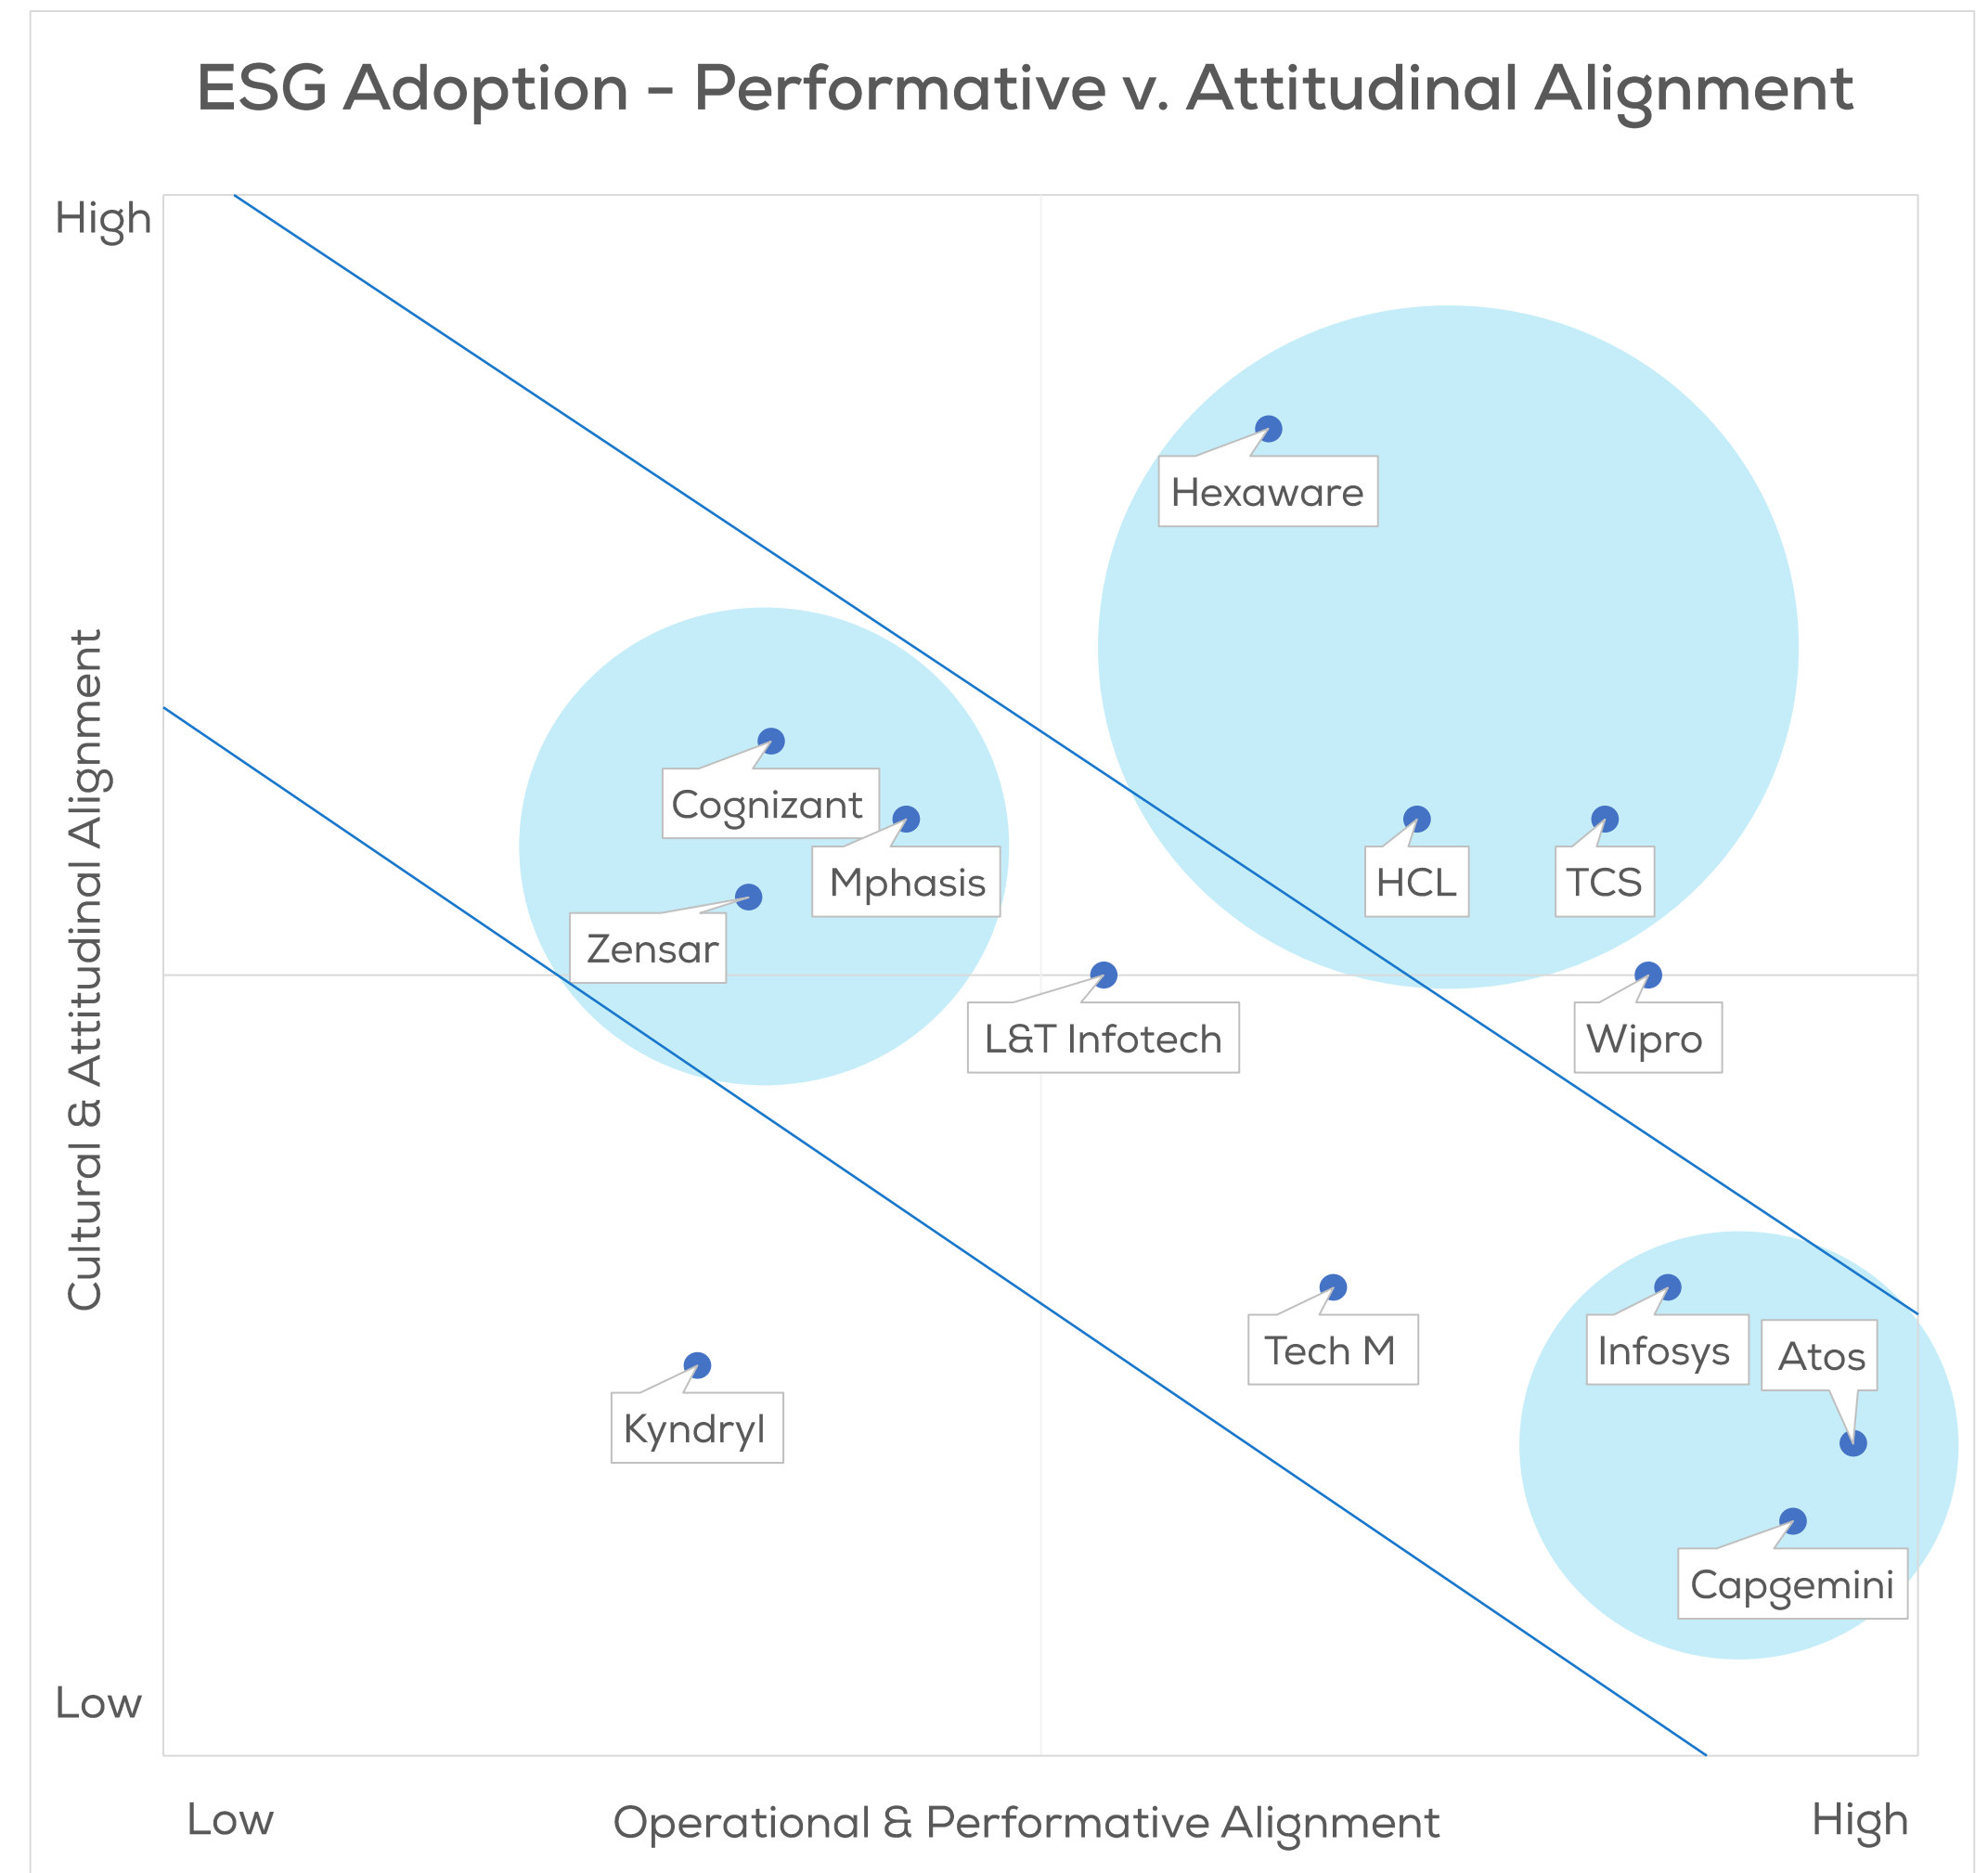 ESG Adoption - Performative v. Attitudinal Alignment
High
Cultural & Attitudinal Alignment
Hexaware
Cognizant
Mphasis
HCL
TCS
Zensar
L&T Infotech
Wipro
Tech M
Infosys
Atos
Kyndryl
Capgemini
Low
Low
Operational & Performative Alignment
High